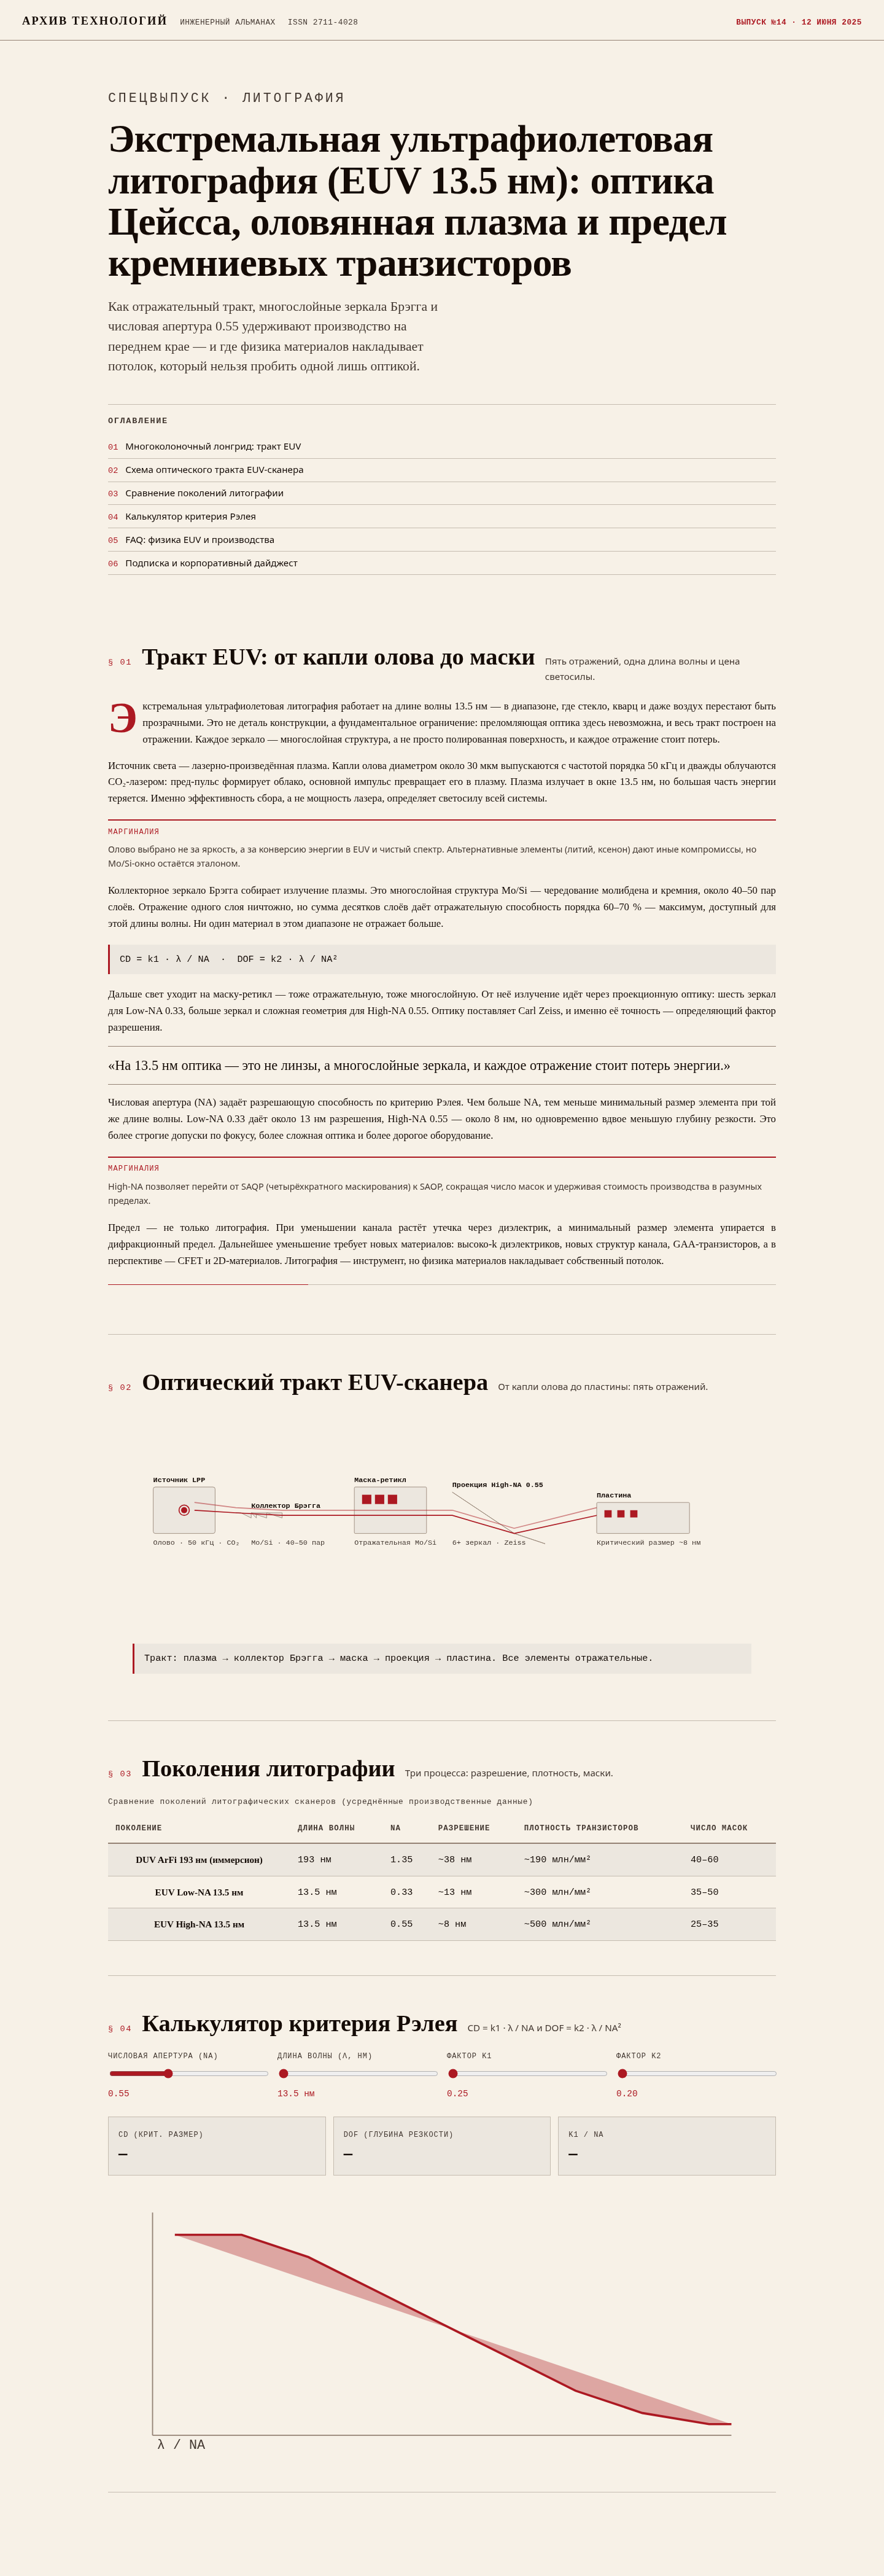 АРХИВ ТЕХНОЛОГИЙ ИНЖЕНЕРНЫЙ АЛЬМАНАХ ISSN 2711-4028 ВЫПУСК №14 · 12 ИЮНЯ 2025
СПЕЦВЫПУСК · ЛИТОГРАФИЯ
Экстремальная ультрафиолетовая
литография (EUV 13.5 нм): оптика
Цейсса, оловянная плазма и предел
кремниевых транзисторов
Как отражательный тракт, многослойные зеркала Брэгга и
числовая апертура 0.55 удерживают производство на
переднем крае — и где физика материалов накладывает
потолок, который нельзя пробить одной лишь оптикой.
ОГЛАВЛЕНИЕ
01 Многоколоночный лонгрид: тракт EUV
02 Схема оптического тракта EUV-сканера
03 Сравнение поколений литографии
04 Калькулятор критерия Рэлея
05 FAQ: физика EUV и производства
06 Подписка и корпоративный дайджест
§ 01 Тракт EUV: от капли олова до маски Пять отражений, одна длина волны и цена
светосилы.
Экстремальная ультрафиолетовая литография работает на длине волны 13.5 нм — в диапазоне, где стекло, кварц и даже воздух перестают быть
прозрачными. Это не деталь конструкции, а фундаментальное ограничение: преломляющая оптика здесь невозможна, и весь тракт построен на
отражении. Каждое зеркало — многослойная структура, а не просто полированная поверхность, и каждое отражение стоит потерь.
Источник света — лазерно-произведённая плазма. Капли олова диаметром около 30 мкм выпускаются с частотой порядка 50 кГц и дважды облучаются
CO₂-лазером: пред-пульс формирует облако, основной импульс превращает его в плазму. Плазма излучает в окне 13.5 нм, но большая часть энергии
теряется. Именно эффективность сбора, а не мощность лазера, определяет светосилу всей системы.
МАРГИНАЛИЯ
Олово выбрано не за яркость, а за конверсию энергии в EUV и чистый спектр. Альтернативные элементы (литий, ксенон) дают иные компромиссы, но
Mo/Si-окно остаётся эталоном.
Коллекторное зеркало Брэгга собирает излучение плазмы. Это многослойная структура Mo/Si — чередование молибдена и кремния, около 40–50 пар
слоёв. Отражение одного слоя ничтожно, но сумма десятков слоёв даёт отражательную способность порядка 60–70 % — максимум, доступный для
этой длины волны. Ни один материал в этом диапазоне не отражает больше.
CD = k1 · λ / NA · DOF = k2 · λ / NA²
Дальше свет уходит на маску-ретикл — тоже отражательную, тоже многослойную. От неё излучение идёт через проекционную оптику: шесть зеркал
для Low-NA 0.33, больше зеркал и сложная геометрия для High-NA 0.55. Оптику поставляет Carl Zeiss, и именно её точность — определяющий фактор
разрешения.
«На 13.5 нм оптика — это не линзы, а многослойные зеркала, и каждое отражение стоит потерь энергии.»
Числовая апертура (NA) задаёт разрешающую способность по критерию Рэлея. Чем больше NA, тем меньше минимальный размер элемента при той
же длине волны. Low-NA 0.33 даёт около 13 нм разрешения, High-NA 0.55 — около 8 нм, но одновременно вдвое меньшую глубину резкости. Это
более строгие допуски по фокусу, более сложная оптика и более дорогое оборудование.
МАРГИНАЛИЯ
High-NA позволяет перейти от SAQP (четырёхкратного маскирования) к SADP, сокращая число масок и удерживая стоимость производства в разумных
пределах.
Предел — не только литография. При уменьшении канала растёт утечка через диэлектрик, а минимальный размер элемента упирается в
дифракционный предел. Дальнейшее уменьшение требует новых материалов: высоко-k диэлектриков, новых структур канала, GAA-транзисторов, а в
перспективе — CFET и 2D-материалов. Литография — инструмент, но физика материалов накладывает собственный потолок.
§ 02 Оптический тракт EUV-сканера От капли олова до пластины: пять отражений.
Источник LPP
Коллектор Брэгга
Маска-ретикл
Проекция High-NA 0.55
Пластина
Олово · 50 кГц · CO₂ Mo/Si · 40–50 пар Отражательная Mo/Si 6+ зеркал · Zeiss Критический размер ~8 нм
Тракт: плазма → коллектор Брэгга → маска → проекция → пластина. Все элементы отражательные.
§ 03 Поколения литографии Три процесса: разрешение, плотность, маски.
Сравнение поколений литографических сканеров (усреднённые производственные данные)
ПОКОЛЕНИЕ ДЛИНА ВОЛНЫ NA РАЗРЕШЕНИЕ ПЛОТНОСТЬ ТРАНЗИСТОРОВ ЧИСЛО МАСОК
DUV ArFi 193 нм (иммерсион) 193 нм 1.35 ~38 нм ~190 млн/мм² 40–60
EUV Low-NA 13.5 нм 13.5 нм 0.33 ~13 нм ~300 млн/мм² 35–50
EUV High-NA 13.5 нм 13.5 нм 0.55 ~8 нм ~500 млн/мм² 25–35
§ 04 Калькулятор критерия Рэлея CD = k1 · λ / NA и DOF = k2 · λ / NA²
ЧИСЛОВАЯ АПЕРТУРА (NA) ДЛИНА ВОЛНЫ (Λ, НМ) ФАКТОР K1 ФАКТОР K2
0.55 13.5 нм 0.25 0.20
CD (КРИТ. РАЗМЕР) DOF (ГЛУБИНА РЕЗКОСТИ) K1 / NA
— — —
λ / NA